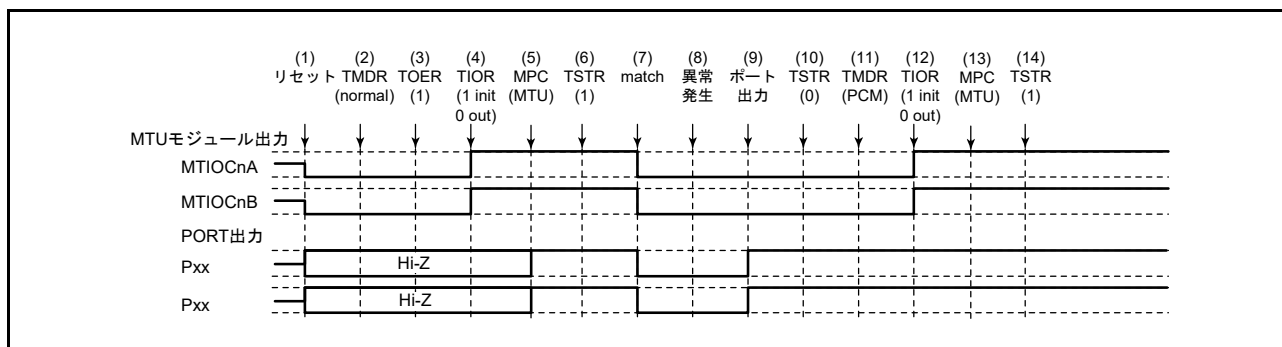 (1) (2) (3) (4) (5) (6) (7) (8) (9) (10) (11) (12) (13) (14)
リセット TMDR TOER TIOR MPC TSTR match 異常 ポート TSTR TMDR TIOR MPC TSTR
(normal) (1) (1 init (MTU) (1) 発生 出力 (0) (PCM) (1 init (MTU) (1)
0 out) 0 out)
MTUモジュール出力
MTIOCnA
MTIOCnB
PORT出力
Pxx Hi-Z
Pxx Hi-Z